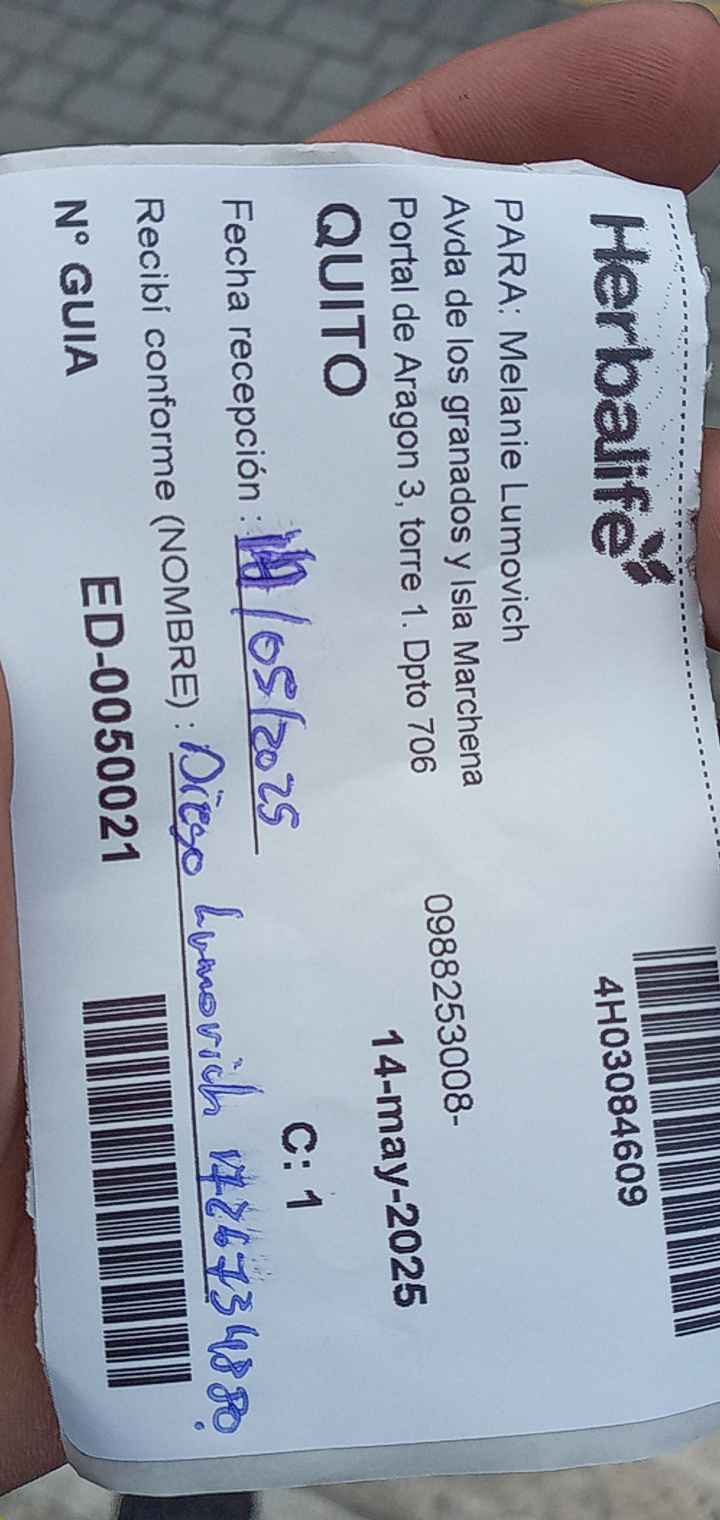 Herbalife
4H03084609
PARA: Melanie Lumovich
Avda de los granados y Isla Marchena
0988253008-
Portal de Aragon 3, torre 1. Dpto 706
14-may-2025
QUITO
C: 1
Fecha recepción : /05/2025
Recibí conforme (NOMBRE) : Diego Lumovich 1726734880.
N° GUIA ED-0050021